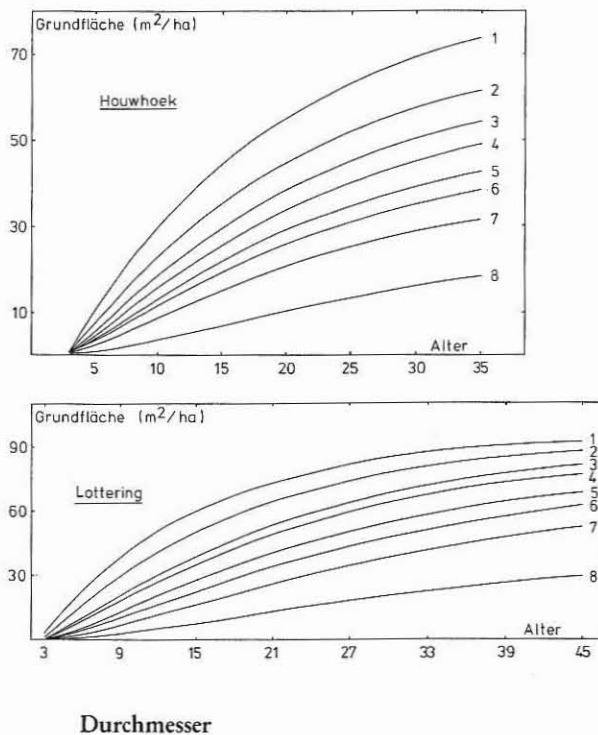 Grundfläche (m²/ha)
70
50
30
10
Houwhoek
1
2
3
4
5
6
7
8
Alter
5 10 15 20 25 30 35
Grundfläche (m²/ha)
90
60
30
Lottering
1
2
3
4
5
6
7
8
Alter
3 9 15 21 27 33 39 45
Durchmesser